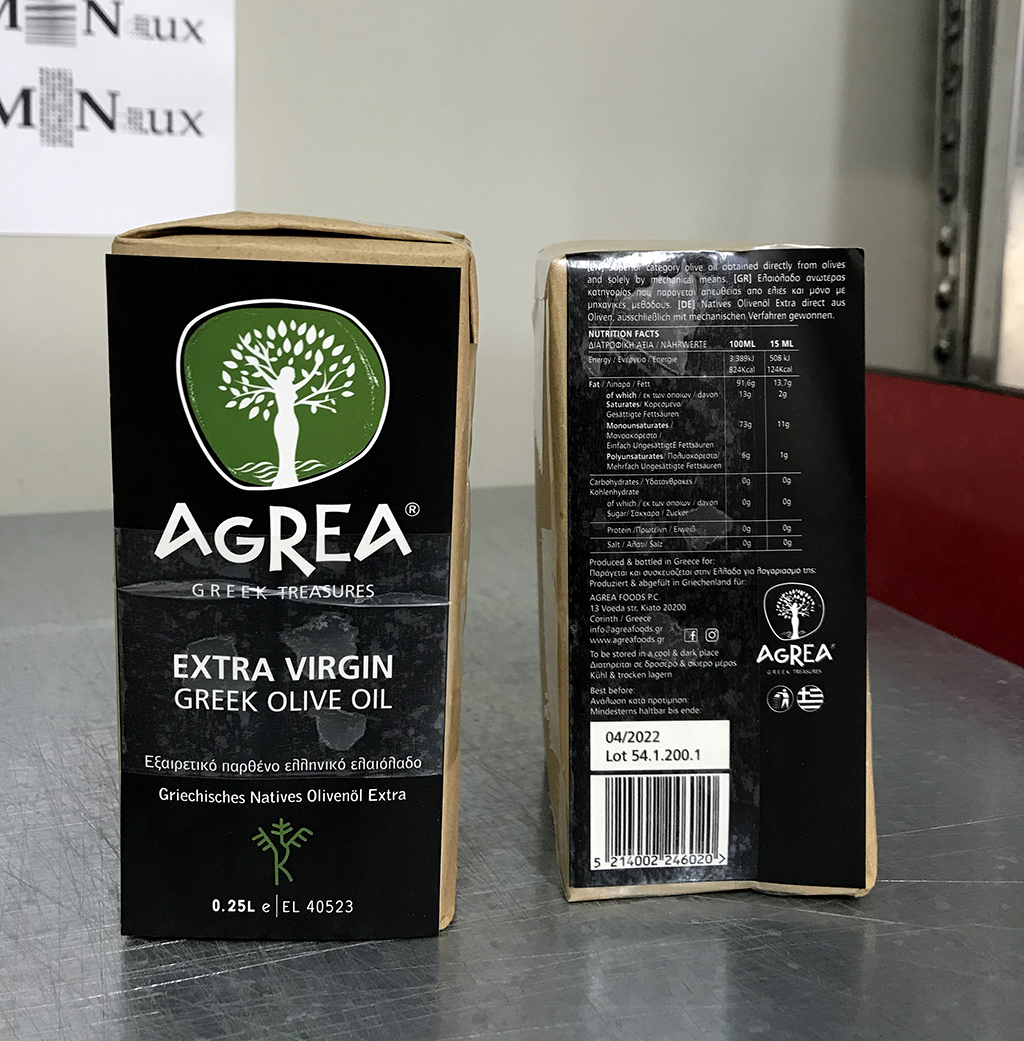 M N LUX
M N LUX
AGREA®
GREEK TREASURES
EXTRA VIRGIN
GREEK OLIVE OIL
Εξαιρετικό παρθένο ελληνικό ελαιόλαδο
Griechisches Natives Olivenöl Extra
0.25L e | EL 40523
[EN] Superior category olive oil obtained directly from olives
and solely by mechanical means. [GR] Ελαιόλαδο ανωτέρας
κατηγορίας που παράγεται απευθείας από ελιές και μόνο με
μηχανικές μεθόδους. [DE] Natives Olivenöl Extra direct aus
Oliven, ausschließlich mit mechanischen Verfahren gewonnen.
NUTRITION FACTS
ΔΙΑΤΡΟΦΙΚΗ ΑΞΙΑ / NAHRWERTE 100ML 15 ML
Energy / Ενέργεια / Energie 3.389kJ 508 kJ
824Kcal 124Kcal
Fat / Λιπαρά / Fett 91,6g 13,7g
of which / εκ των οποίων / davon 13g 2g
Saturates/ Κορεσμένα/
Gesättigte Fettsäuren
Monounsaturates / 73g 11g
Μονοακόρεστα /
Einfach UngesättigtE Fettsäuren
Polyunsaturates/ Πολυακόρεστα/ 6g 1g
Mehrfach Ungesättigte Fettsäuren
Carbohydrates / Υδατάνθρακες / 0g 0g
Kohlenhydrate
of which / εκ των οποίων / davon 0g 0g
Sugar/ Σάκχαρα / Zucker
Protein /Πρωτεΐνη / Eiweiß 0g 0g
Salt / Αλάτι/ Salz 0g 0g
Produced & bottled in Greece for:
Παράγεται και συσκευάζεται στην Ελλάδα για λογαριασμό της:
Produziert & abgefült in Griechenland für:
AGREA FOODS P.C.
13 Voeda str, Kiato 20200
Corinth / Greece
info@agreafoods.gr
www.agreafoods.gr
AGREA®
GREEK TREASURES
To be stored in a cool & dark place
Διατηρείται σε δροσερό & σκιερό μέρος
Kühl & trocken lagern
Best before:
Ανάλωση κατά προτίμηση:
Mindestens haltbar bis ende:
04/2022
Lot 54.1.200.1
5 214002 246020 >